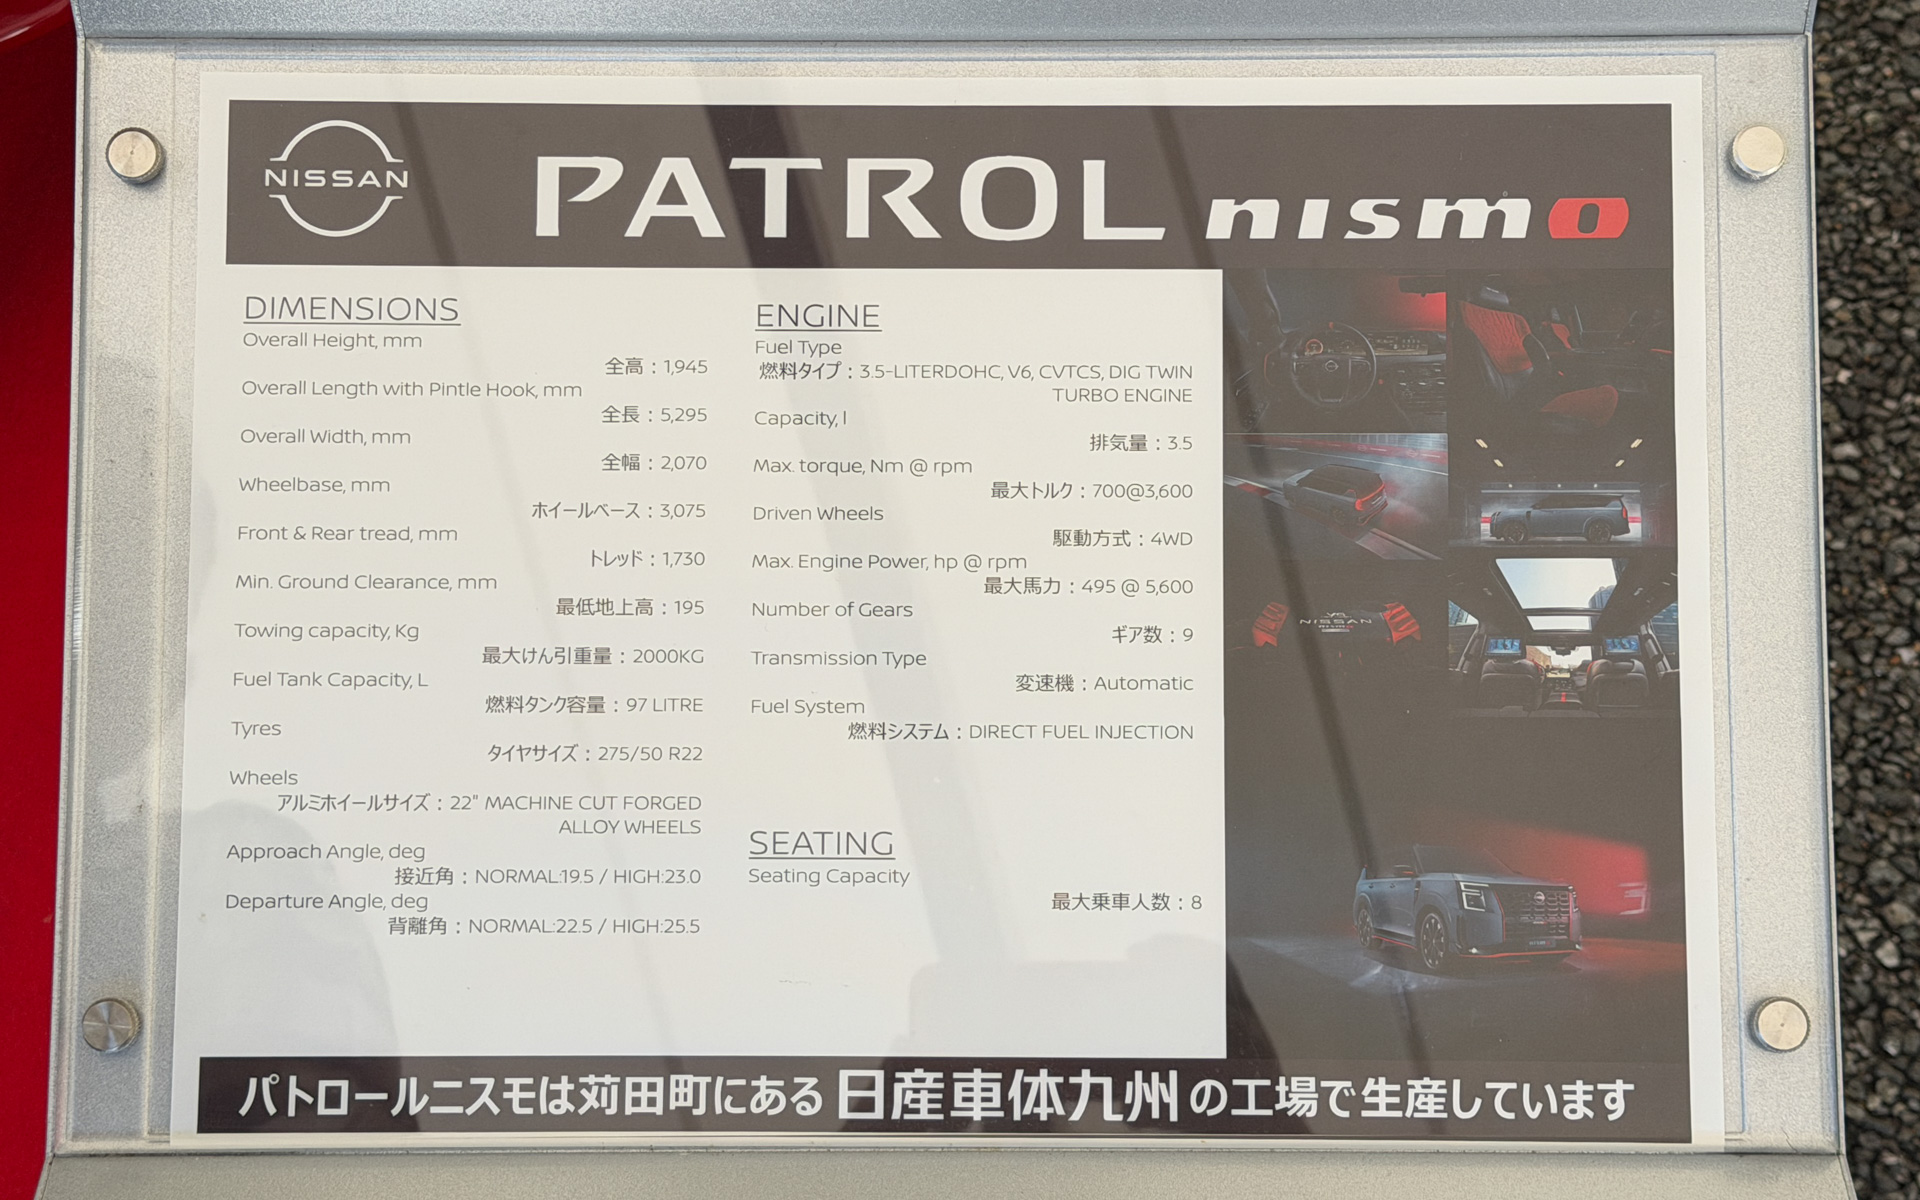 NISSAN
PATROL nismo
DIMENSIONS
Overall Height, mm
全高：1,945
Overall Length with Pintle Hook, mm
全長：5,295
Overall Width, mm
全幅：2,070
Wheelbase, mm
ホイールベース：3,075
Front & Rear tread, mm
トレッド：1,730
Min. Ground Clearance, mm
最低地上高：195
Towing capacity, Kg
最大けん引重量：2000KG
Fuel Tank Capacity, L
燃料タンク容量：97 LITRE
Tyres
タイヤサイズ：275/50 R22
Wheels
アルミホイールサイズ：22" MACHINE CUT FORGED
ALLOY WHEELS
Approach Angle, deg
接近角：NORMAL:19.5 / HIGH:23.0
Departure Angle, deg
背離角：NORMAL:22.5 / HIGH:25.5
ENGINE
Fuel Type
燃料タイプ：3.5-LITERDOHC, V6, CVTCS, DIG TWIN
TURBO ENGINE
Capacity, l
排気量：3.5
Max. torque, Nm @ rpm
最大トルク：700@3,600
Driven Wheels
駆動方式：4WD
Max. Engine Power, hp @ rpm
最大馬力：495 @ 5,600
Number of Gears
ギア数：9
Transmission Type
変速機：Automatic
Fuel System
燃料システム：DIRECT FUEL INJECTION
SEATING
Seating Capacity
最大乗車人数：8
NISSAN
パトロールニスモは苅田町にある日産車体九州の工場で生産しています